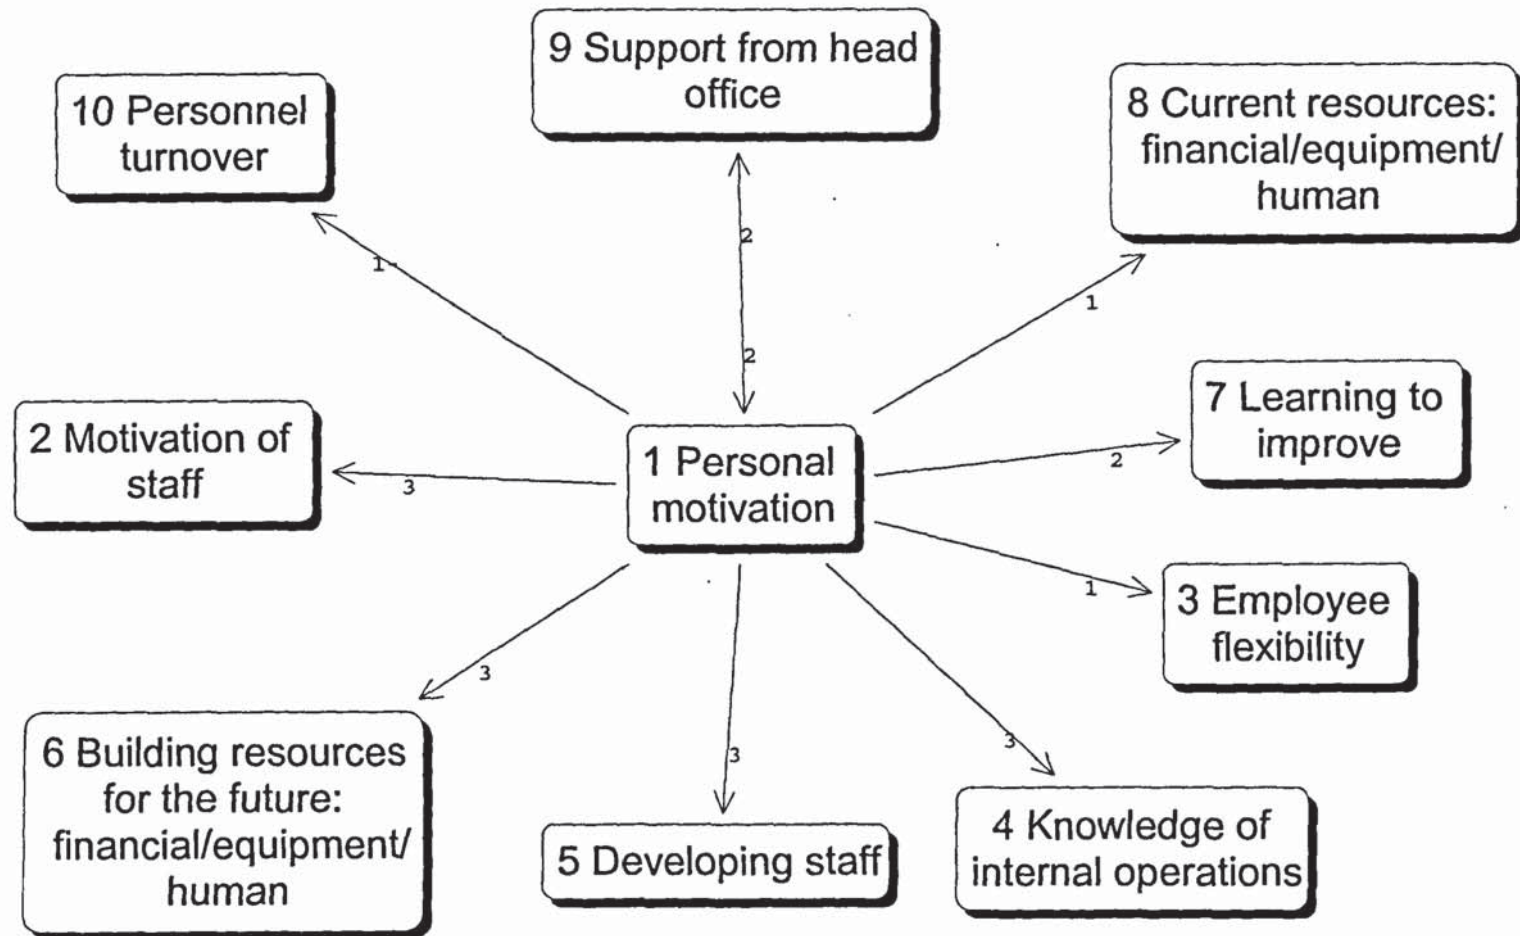 9 Support from head
office
10 Personnel
turnover
8 Current resources:
financial/equipment/
human
2
1-
1
2
7 Learning to
improve
2 Motivation of
staff
3
1 Personal
motivation
2
1
3 Employee
flexibility
3
3
3
6 Building resources
for the future:
financial/equipment/
human
5 Developing staff
4 Knowledge of
internal operations